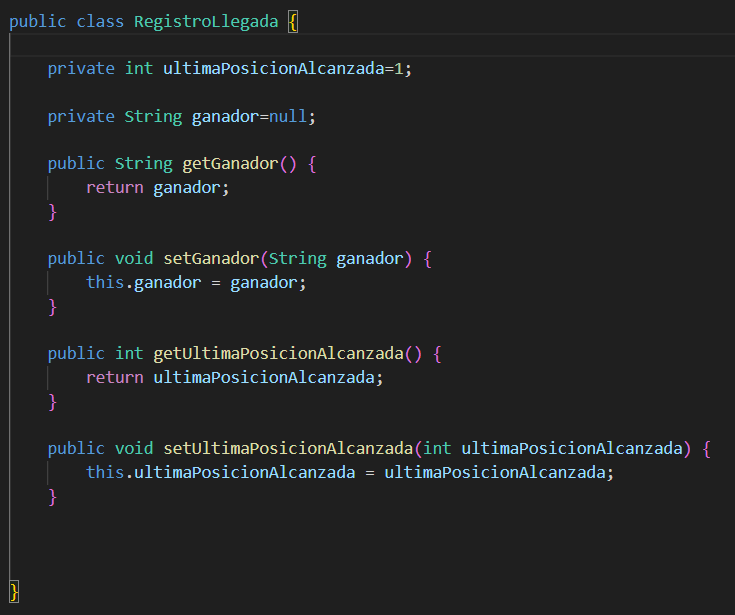 public class RegistroLlegada {
private int ultimaPosicionAlcanzada=1;
private String ganador=null;
public String getGanador() {
return ganador;
}
public void setGanador(String ganador) {
this.ganador = ganador;
}
public int getUltimaPosicionAlcanzada() {
return ultimaPosicionAlcanzada;
}
public void setUltimaPosicionAlcanzada(int ultimaPosicionAlcanzada) {
this.ultimaPosicionAlcanzada = ultimaPosicionAlcanzada;
}
}